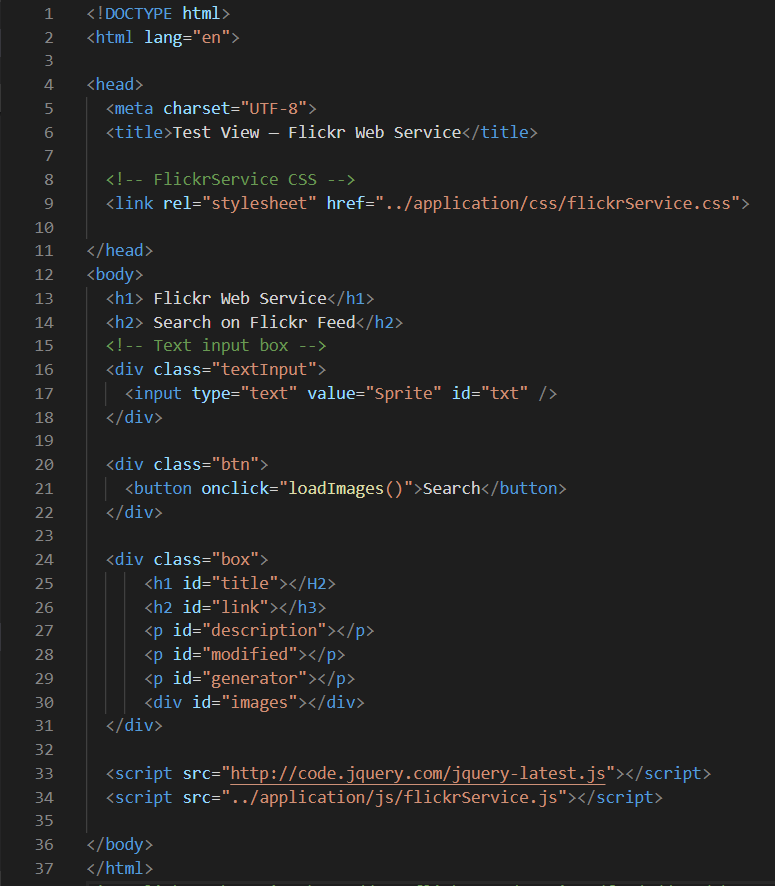 1 <!DOCTYPE html>
2 <html lang="en">
3
4 <head>
5 <meta charset="UTF-8">
6 <title>Test View – Flickr Web Service</title>
7
8 <!-- FlickrService CSS -->
9 <link rel="stylesheet" href="../application/css/flickrService.css">
10
11 </head>
12 <body>
13 <h1> Flickr Web Service</h1>
14 <h2> Search on Flickr Feed</h2>
15 <!-- Text input box -->
16 <div class="textInput">
17 <input type="text" value="Sprite" id="txt" />
18 </div>
19
20 <div class="btn">
21 <button onclick="loadImages()">Search</button>
22 </div>
23
24 <div class="box">
25 <h1 id="title"></H2>
26 <h2 id="link"></h3>
27 <p id="description"></p>
28 <p id="modified"></p>
29 <p id="generator"></p>
30 <div id="images"></div>
31 </div>
32
33 <script src="http://code.jquery.com/jquery-latest.js"></script>
34 <script src="../application/js/flickrService.js"></script>
35
36 </body>
37 </html>